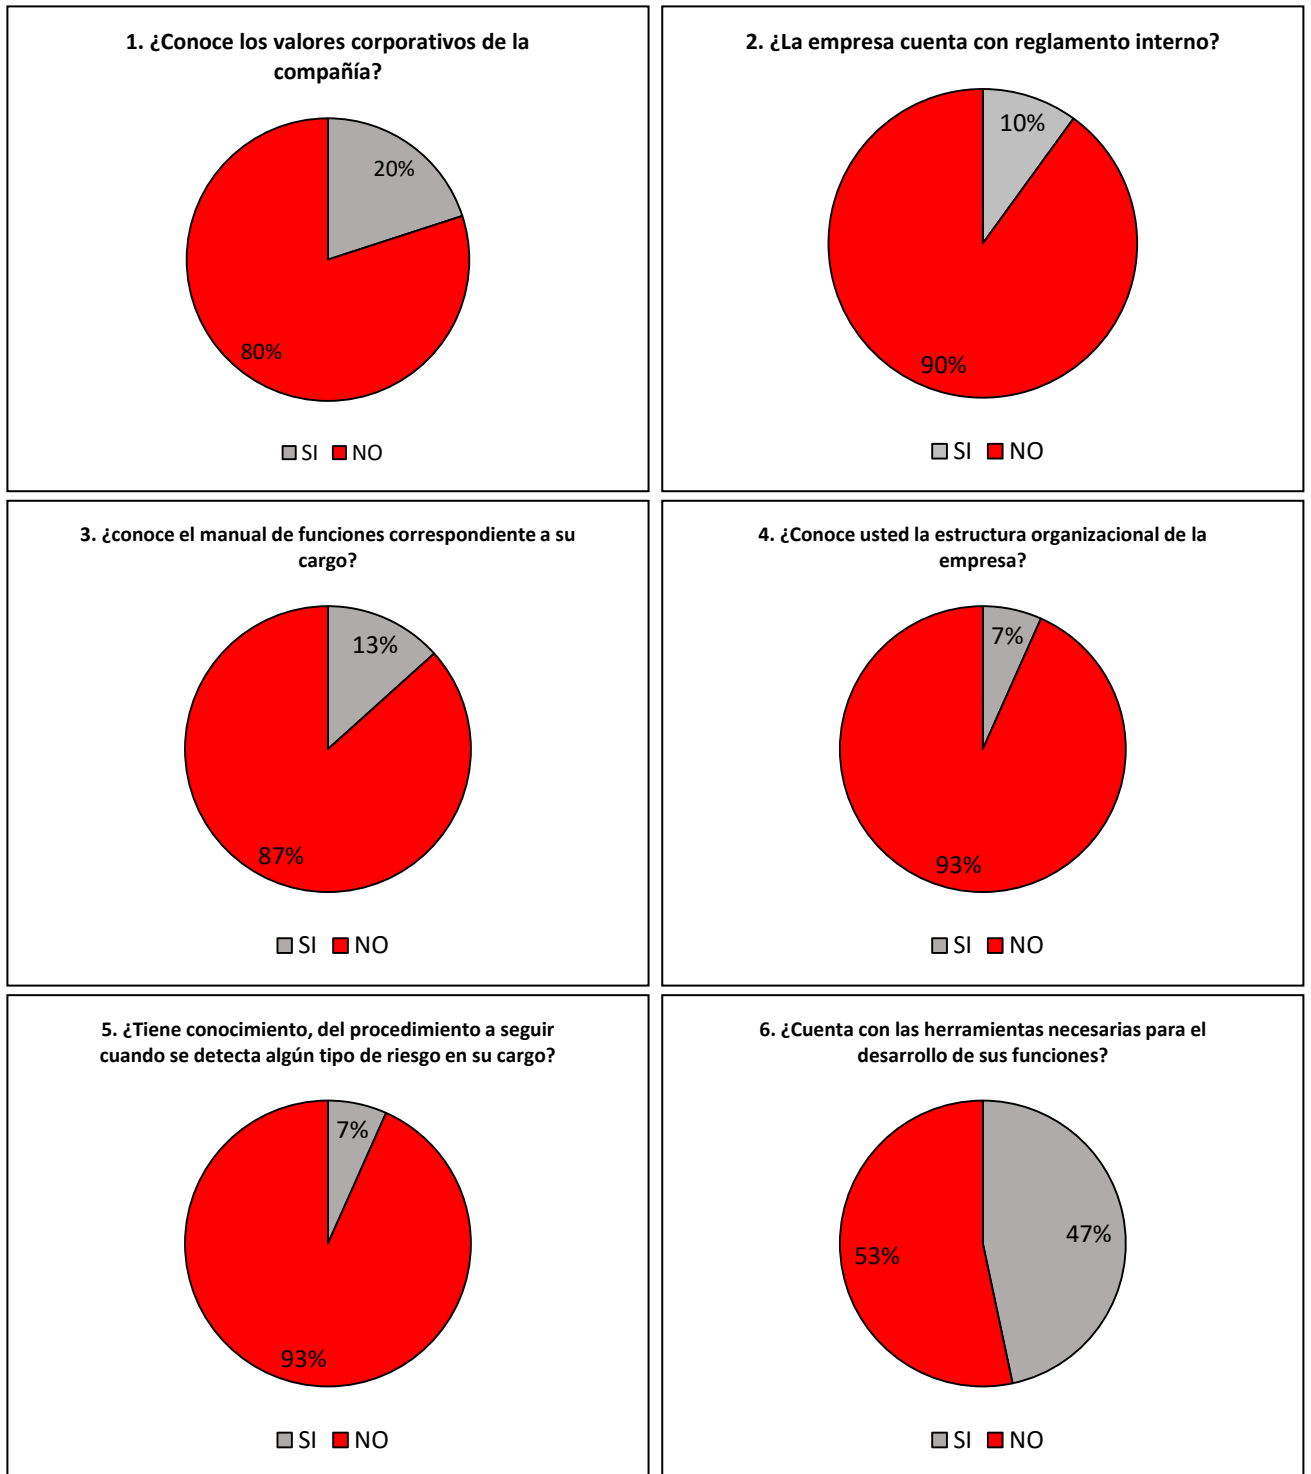 1. ¿Conoce los valores corporativos de la
compañía?
20%
80%
SI NO
2. ¿La empresa cuenta con reglamento interno?
10%
90%
SI NO
3. ¿conoce el manual de funciones correspondiente a su
cargo?
13%
87%
SI NO
4. ¿Conoce usted la estructura organizacional de la
empresa?
7%
93%
SI NO
5. ¿Tiene conocimiento, del procedimiento a seguir
cuando se detecta algún tipo de riesgo en su cargo?
7%
93%
SI NO
6. ¿Cuenta con las herramientas necesarias para el
desarrollo de sus funciones?
47%
53%
SI NO